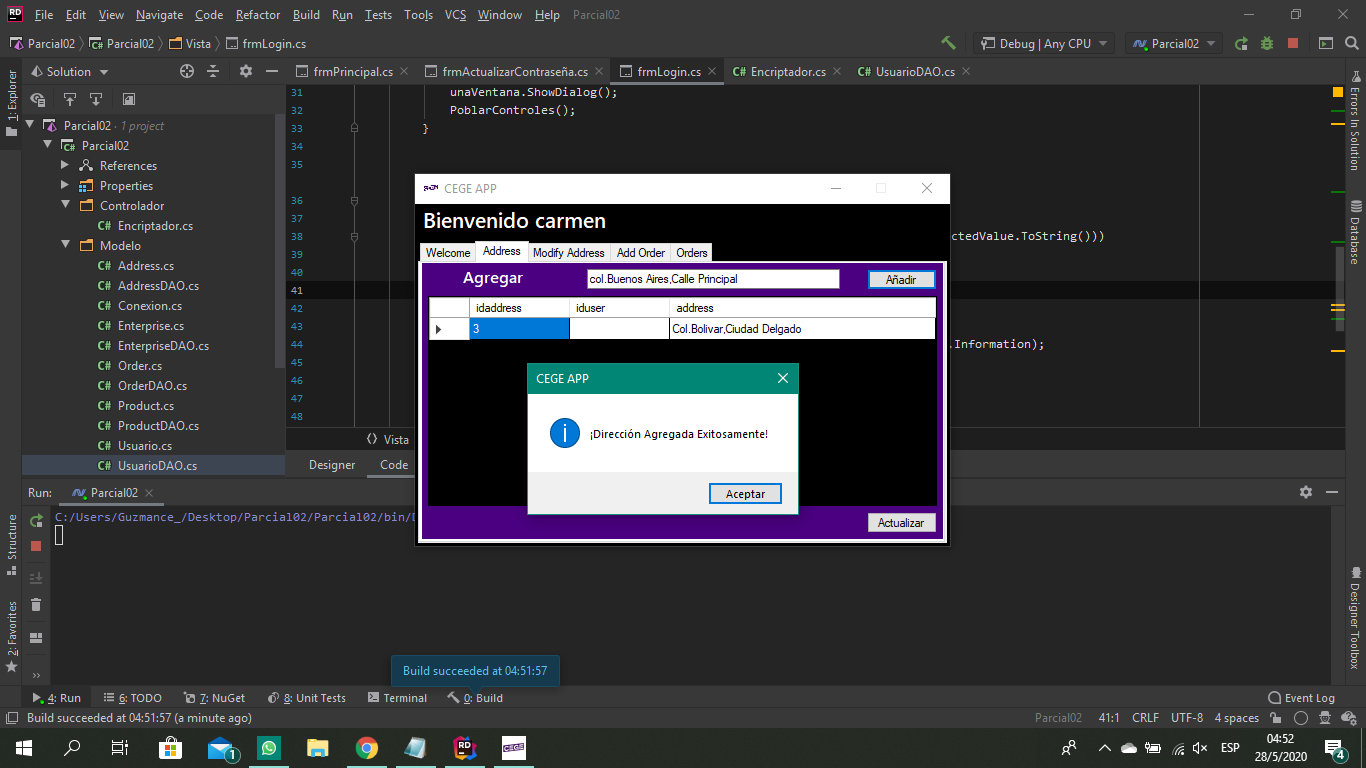 File Edit View Navigate Code Refactor Build Run Tests Tools VCS Window Help Parcial02
Parcial02 Parcial02 Vista frmLogin.cs
Debug | Any CPU Parcial02
Solution
frmPrincipal.cs frmActualizarContraseña.cs frmLogin.cs Encriptador.cs UsuarioDAO.cs
1: Explorer
Parcial02 · 1 project
Parcial02
References
Properties
Controlador
Encriptador.cs
Modelo
Address.cs
AddressDAO.cs
Conexion.cs
Enterprise.cs
EnterpriseDAO.cs
Order.cs
OrderDAO.cs
Product.cs
ProductDAO.cs
Usuario.cs
UsuarioDAO.cs
31 unaVentana.ShowDialog();
32 PoblarControles();
33 }
34
35
36
37
38 ctedValue.ToString()))
39
40
41
42
43
44 .Information);
45
46
47
48
Vista
Designer Code
CEGE APP
Bienvenido carmen
Welcome Address Modify Address Add Order Orders
Agregar col.Buenos Aires,Calle Principal Añadir
idaddress iduser address
3 Col.Bolivar,Ciudad Delgado
CEGE APP
i ¡Dirección Agregada Exitosamente!
Aceptar
Actualizar
Errors In Solution
Database
Designer Toolbox
Run: Parcial02
C:/Users/Guzmance_/Desktop/Parcial02/Parcial02/bin/
Structure
2: Favorites
Build succeeded at 04:51:57
4: Run 6: TODO 7: NuGet 8: Unit Tests Terminal 0: Build Event Log
Build succeeded at 04:51:57 (a minute ago) Parcial02 41:1 CRLF UTF-8 4 spaces
1 RD CEGE ESP 04:52
28/5/2020
4